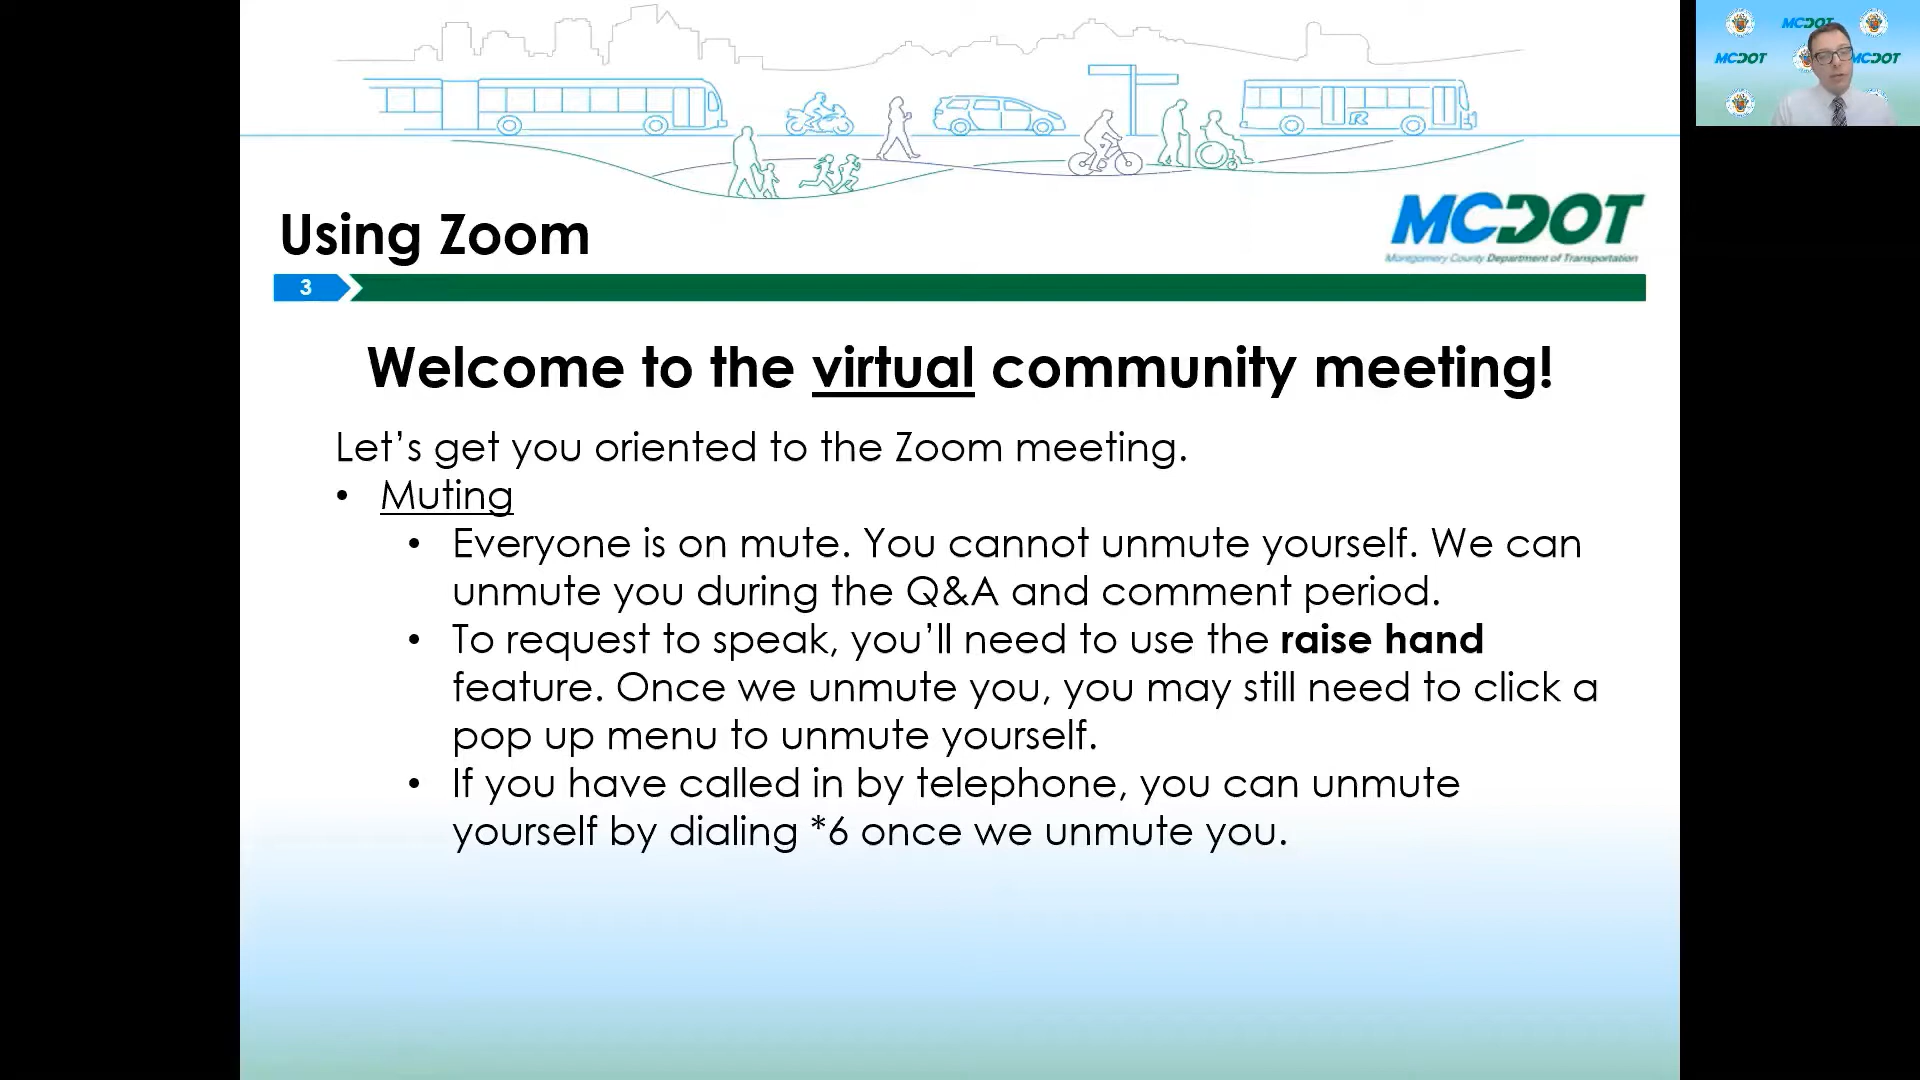 MCDOT
MCDOT
MCDOT
MCDOT
Montgomery County Department of Transportation
Using Zoom
3
Welcome to the virtual community meeting!
Let’s get you oriented to the Zoom meeting.
• Muting
• Everyone is on mute. You cannot unmute yourself. We can
unmute you during the Q&A and comment period.
• To request to speak, you’ll need to use the raise hand
feature. Once we unmute you, you may still need to click a
pop up menu to unmute yourself.
• If you have called in by telephone, you can unmute
yourself by dialing *6 once we unmute you.